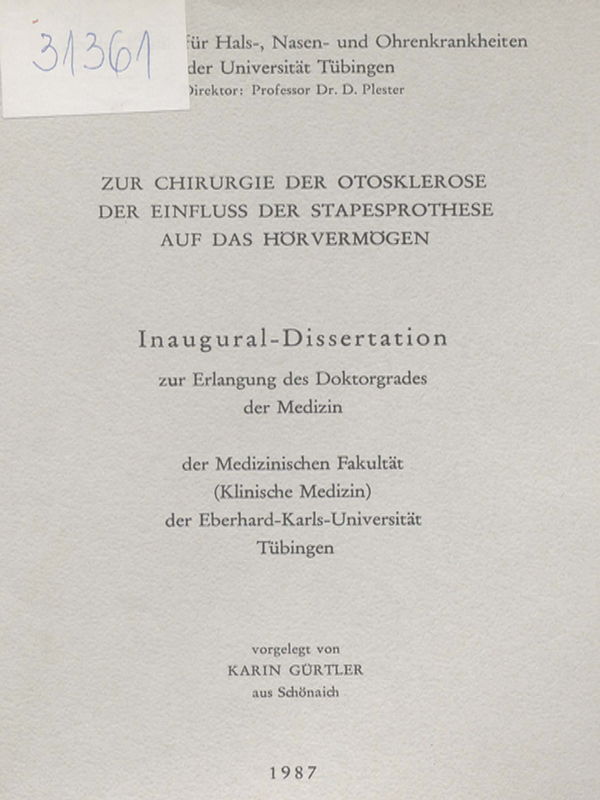 31361
für Hals-, Nasen- und Ohrenkrankheiten
der Universität Tübingen
Direktor: Professor Dr. D. Plester
ZUR CHIRURGIE DER OTOSKLEROSE
DER EINFLUSS DER STAPESPROTHESE
AUF DAS HÖRVERMÖGEN
Inaugural-Dissertation
zur Erlangung des Doktorgrades
der Medizin
der Medizinischen Fakultät
(Klinische Medizin)
der Eberhard-Karls-Universität
Tübingen
vorgelegt von
KARIN GÜRTLER
aus Schönaich
1987